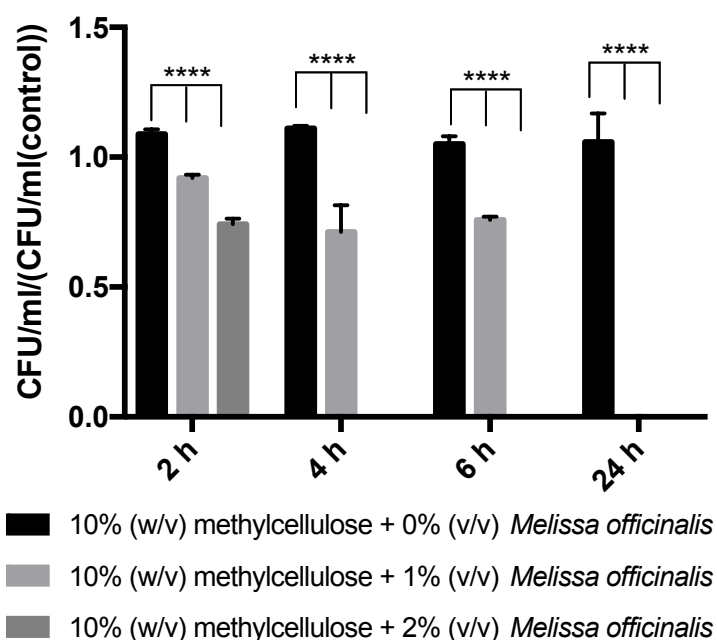 CFU/ml/(CFU/ml(control))
1.5
1.0
0.5
0.0
****
****
****
****
2 h
4 h
6 h
24 h
10% (w/v) methylcellulose + 0% (v/v) Melissa officinalis
10% (w/v) methylcellulose + 1% (v/v) Melissa officinalis
10% (w/v) methylcellulose + 2% (v/v) Melissa officinalis